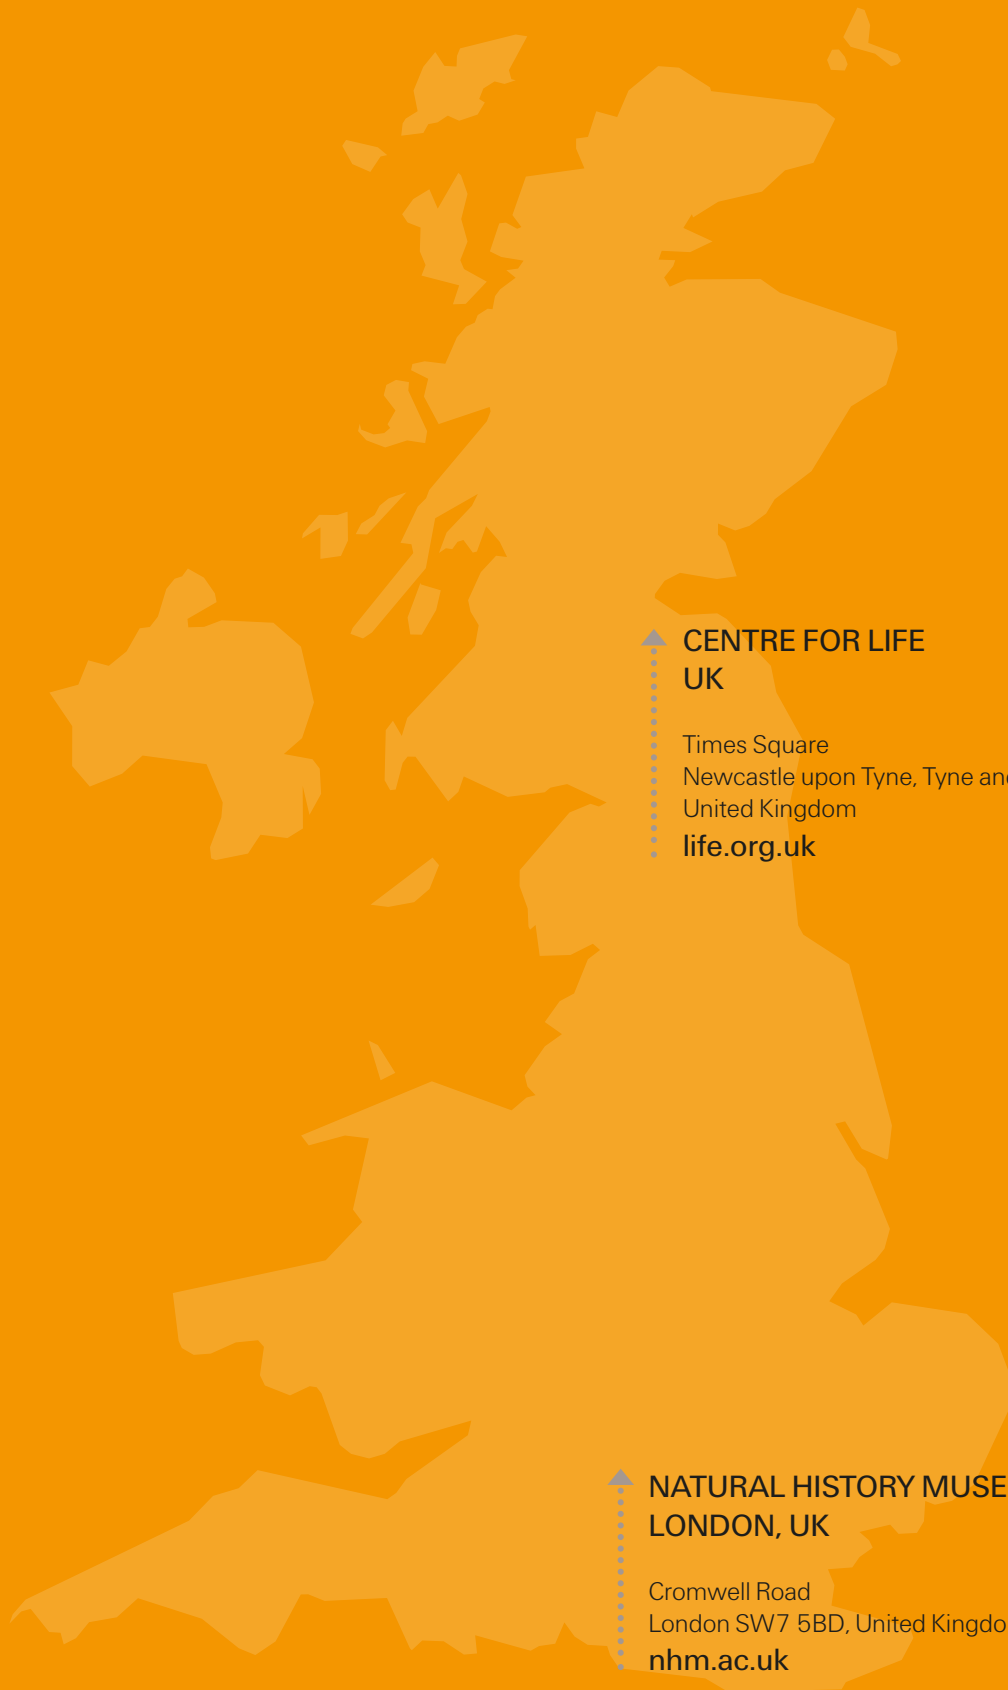 CENTRE FOR LIFE
UK
Times Square
Newcastle upon Tyne, Tyne and
United Kingdom
life.org.uk
NATURAL HISTORY MUSE
LONDON, UK
Cromwell Road
London SW7 5BD, United Kingdo
nhm.ac.uk